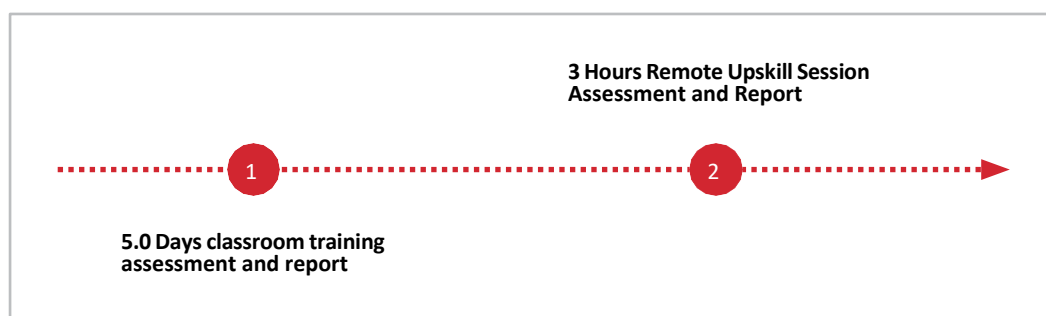 3 Hours Remote Upskill Session
Assessment and Report
1
2
5.0 Days classroom training
assessment and report